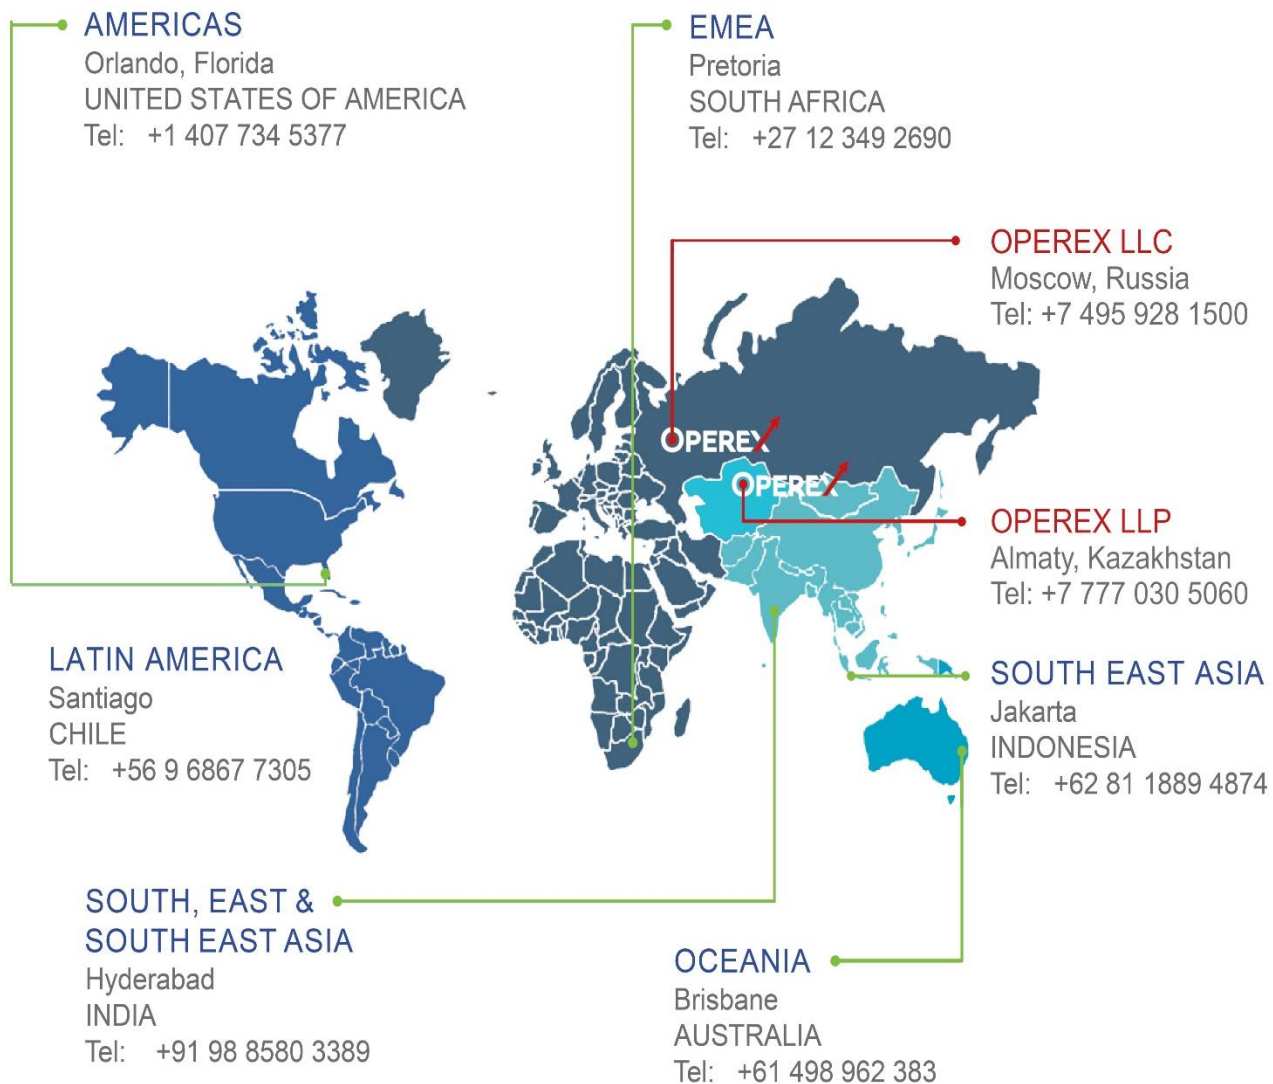 AMERICAS
Orlando, Florida
UNITED STATES OF AMERICA
Tel: +1 407 734 5377
EMEA
Pretoria
SOUTH AFRICA
Tel: +27 12 349 2690
OPEREX LLC
Moscow, Russia
Tel: +7 495 928 1500
OPEREX
OPEREX
OPEREX LLP
Almaty, Kazakhstan
Tel: +7 777 030 5060
LATIN AMERICA
Santiago
CHILE
Tel: +56 9 6867 7305
SOUTH EAST ASIA
Jakarta
INDONESIA
Tel: +62 81 1889 4874
SOUTH, EAST &
SOUTH EAST ASIA
Hyderabad
INDIA
Tel: +91 98 8580 3389
OCEANIA
Brisbane
AUSTRALIA
Tel: +61 498 962 383